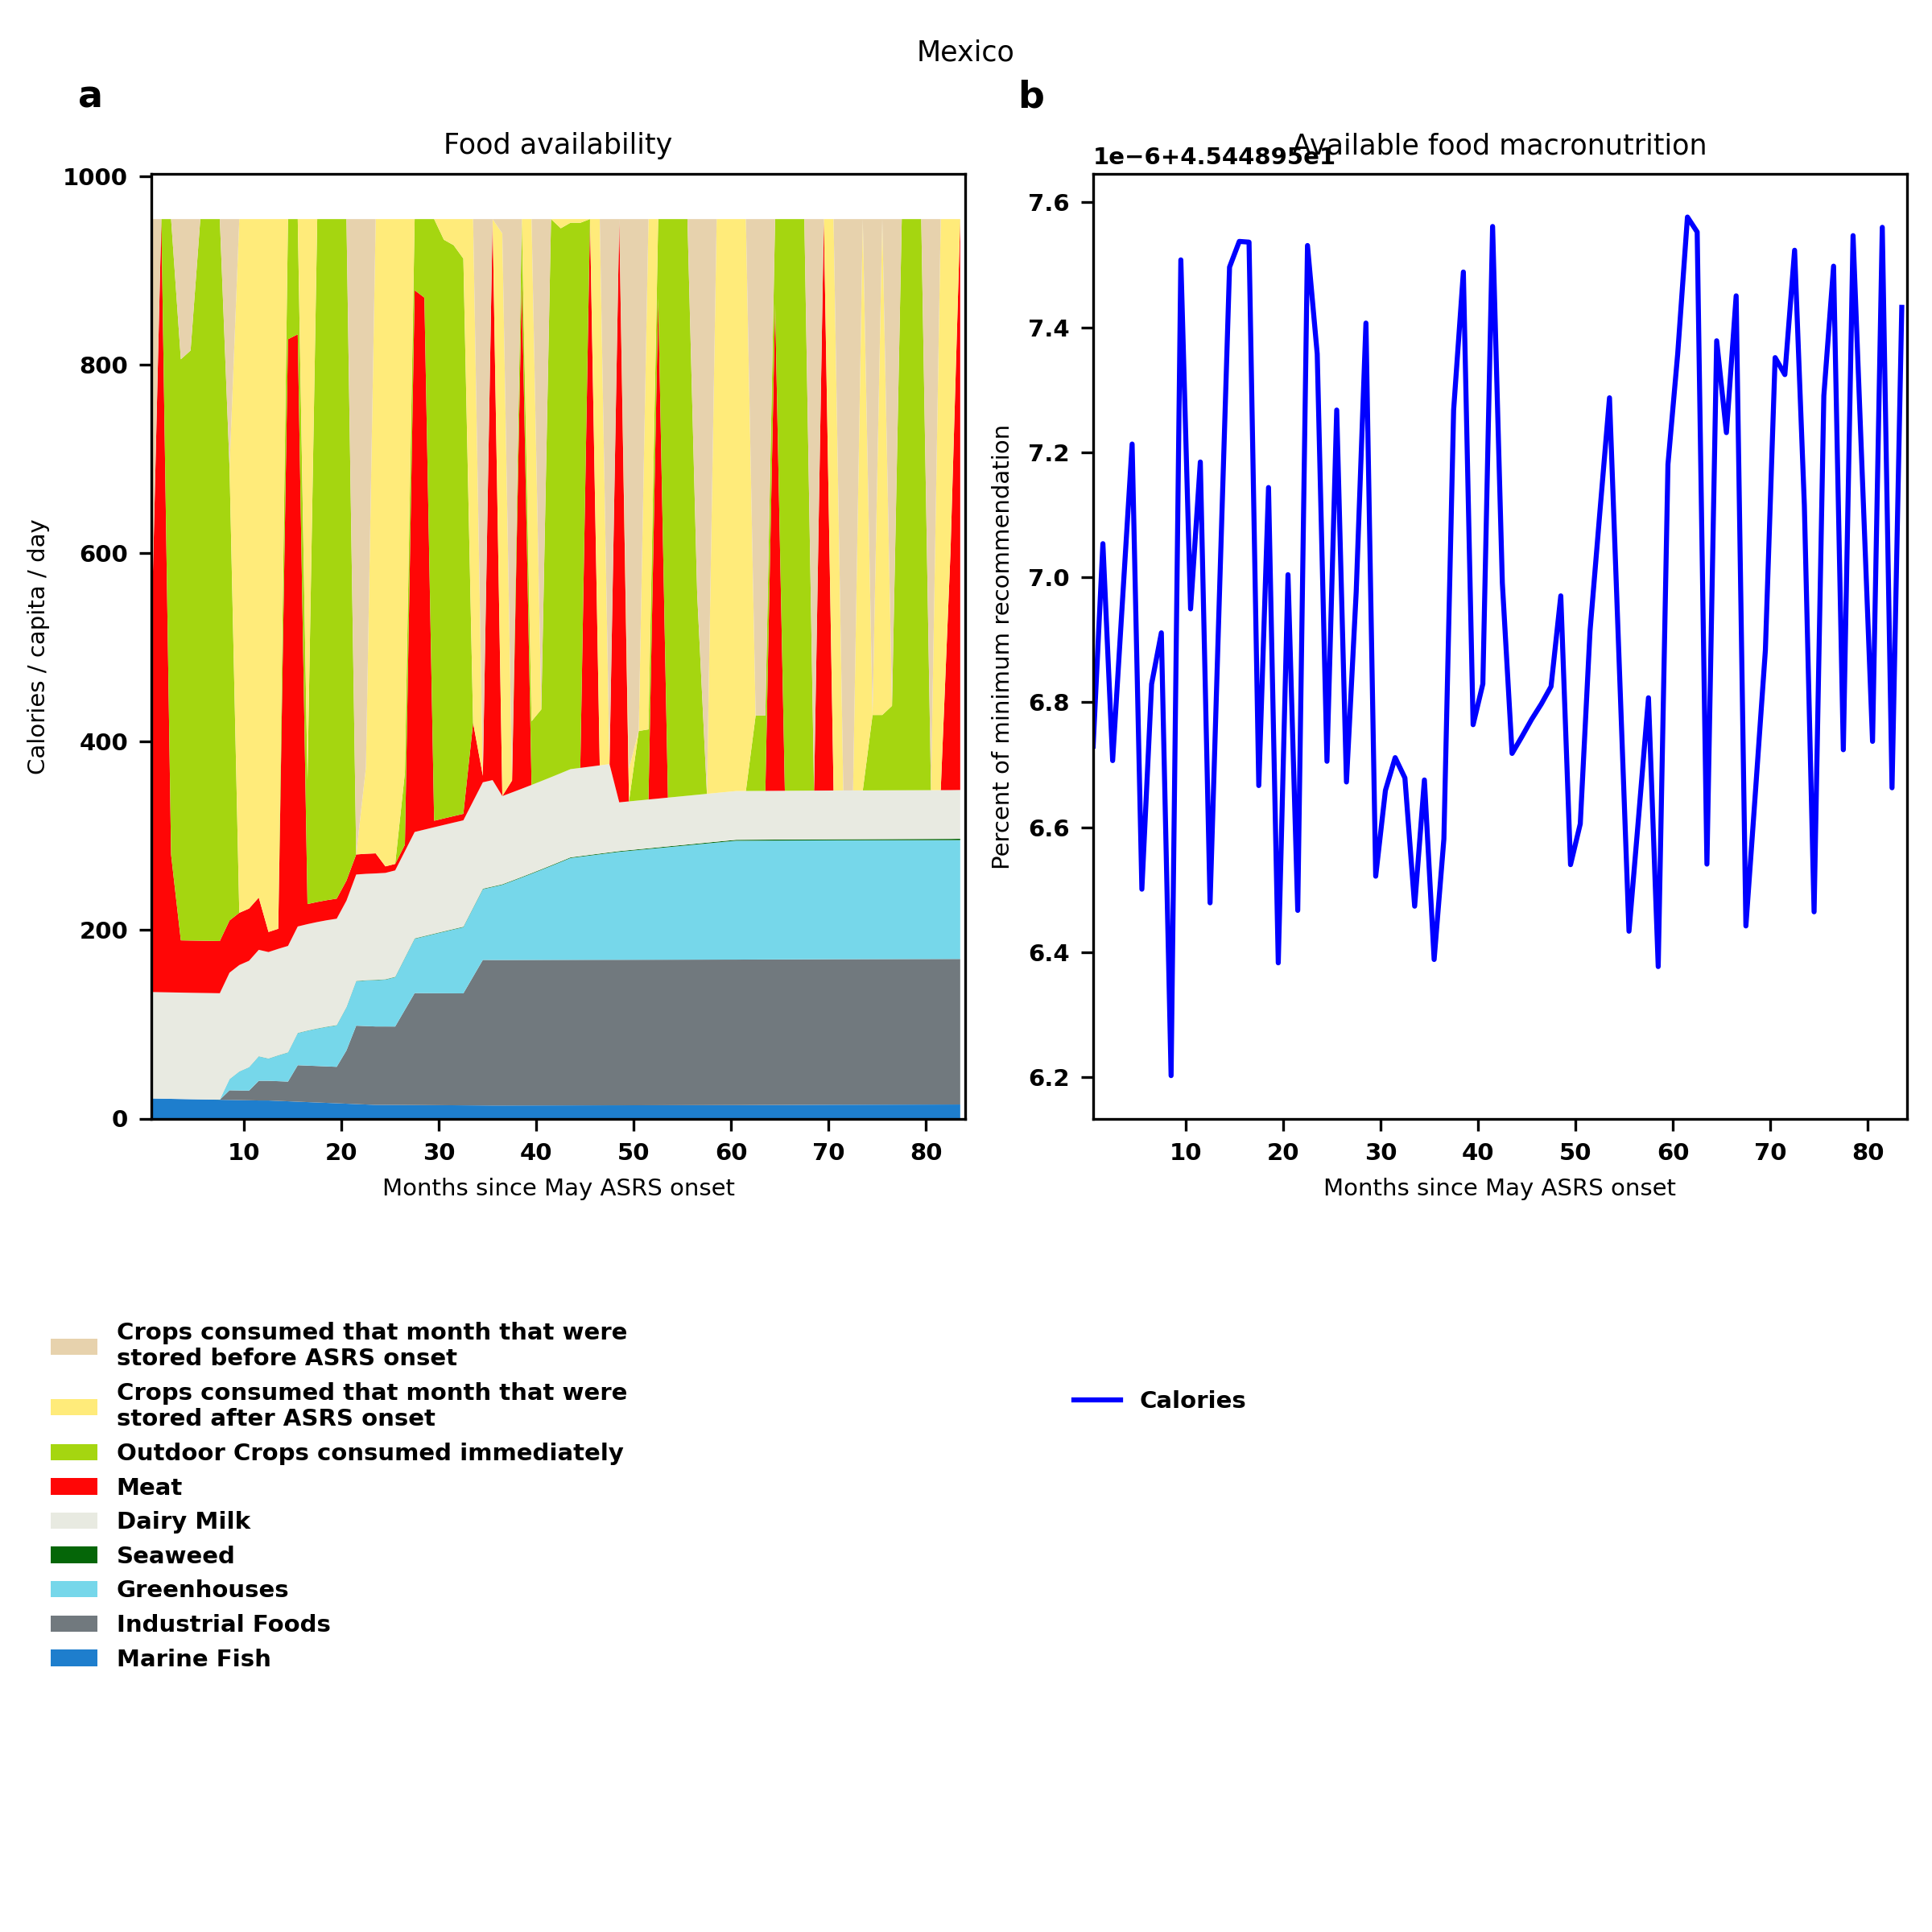 Mexico
a
Food availability
1000
800
600
400
200
0
Calories / capita / day
10 20 30 40 50 60 70 80
Months since May ASRS onset
b
Available food macronutrition
1e−6+4.544895e1
7.6
7.4
7.2
7.0
6.8
6.6
6.4
6.2
Percent of minimum recommendation
10 20 30 40 50 60 70 80
Months since May ASRS onset
Crops consumed that month that were
stored before ASRS onset
Crops consumed that month that were
stored after ASRS onset
Outdoor Crops consumed immediately
Meat
Dairy Milk
Seaweed
Greenhouses
Industrial Foods
Marine Fish
Calories